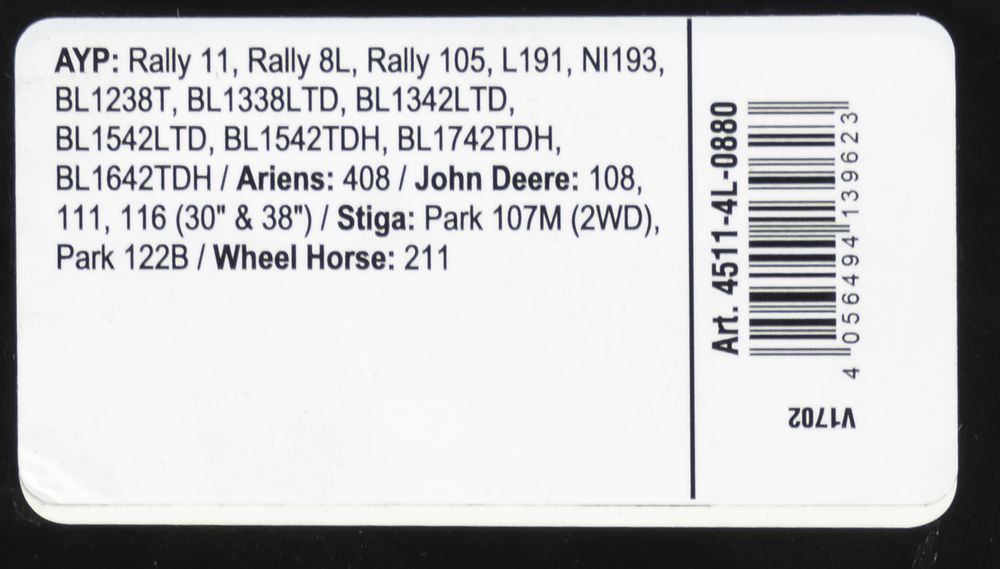 AYP: Rally 11, Rally 8L, Rally 105, L191, NI193,
BL1238T, BL1338LTD, BL1342LTD,
BL1542LTD, BL1542TDH, BL1742TDH,
BL1642TDH / Ariens: 408 / John Deere: 108,
111, 116 (30" & 38") / Stiga: Park 107M (2WD),
Park 122B / Wheel Horse: 211
Art. 4511-4L-0880
4 056494 139623
V1702